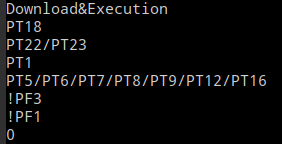 Download&Execution
PT18
PT22/PT23
PT1
PT5/PT6/PT7/PT8/PT9/PT12/PT16
!PF3
!PF1
0